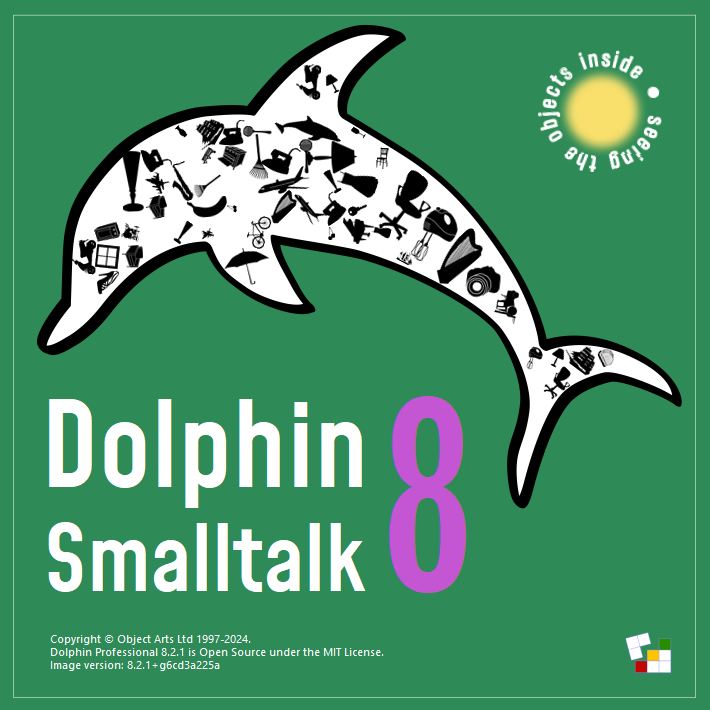 seeing the objects inside
Dolphin 8
Smalltalk
Copyright © Object Arts Ltd 1997-2024.
Dolphin Professional 8.2.1 is Open Source under the MIT License.
Image version: 8.2.1+g6cd3a225a